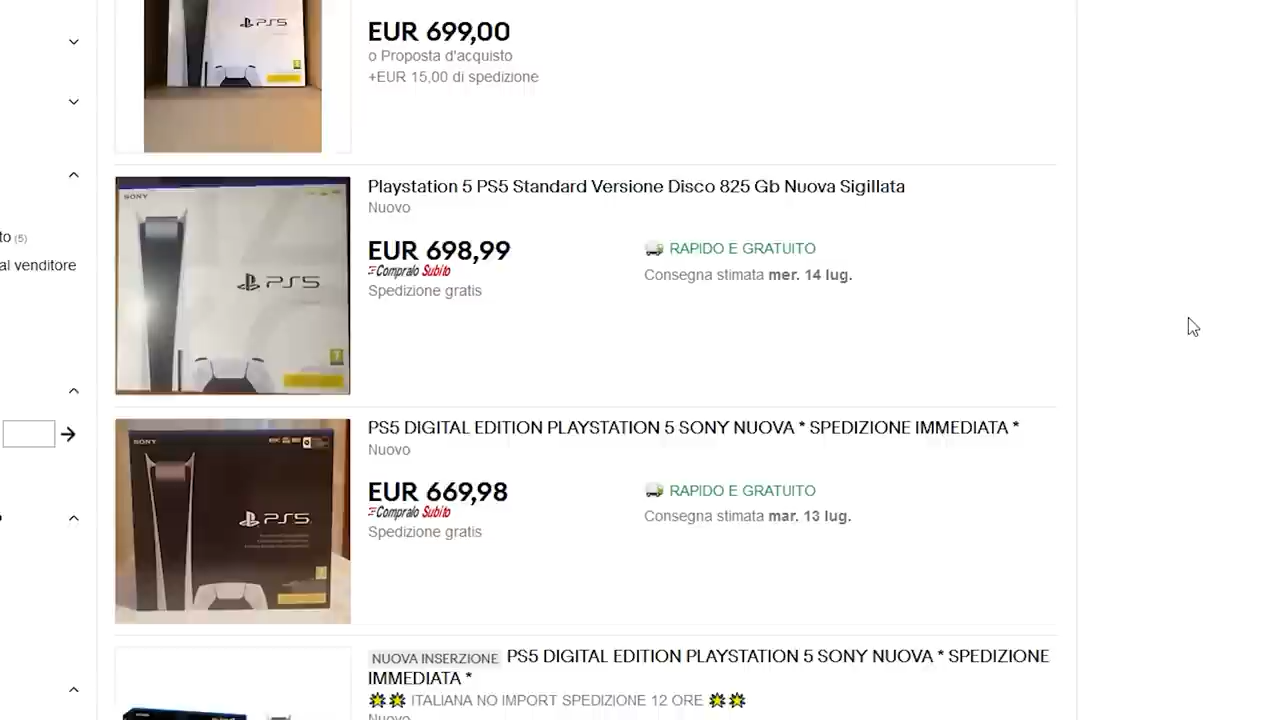 PS5
EUR 699,00
o Proposta d'acquisto
+EUR 15,00 di spedizione
Playstation 5 PS5 Standard Versione Disco 825 Gb Nuova Sigillata
SONY
Nuovo
to (5)
EUR 698,99
RAPIDO E GRATUITO
al venditore
Compralo Subito
Consegna stimata mer. 14 lug.
PS5
Spedizione gratis
PS5 DIGITAL EDITION PLAYSTATION 5 SONY NUOVA * SPEDIZIONE IMMEDIATA *
SONY
Nuovo
EUR 669,98
RAPIDO E GRATUITO
Compralo Subito
Consegna stimata mar. 13 lug.
PS5
Spedizione gratis
NUOVA INSERZIONE PS5 DIGITAL EDITION PLAYSTATION 5 SONY NUOVA * SPEDIZIONE
IMMEDIATA *
ITALIANA NO IMPORT SPEDIZIONE 12 ORE
Nuovo